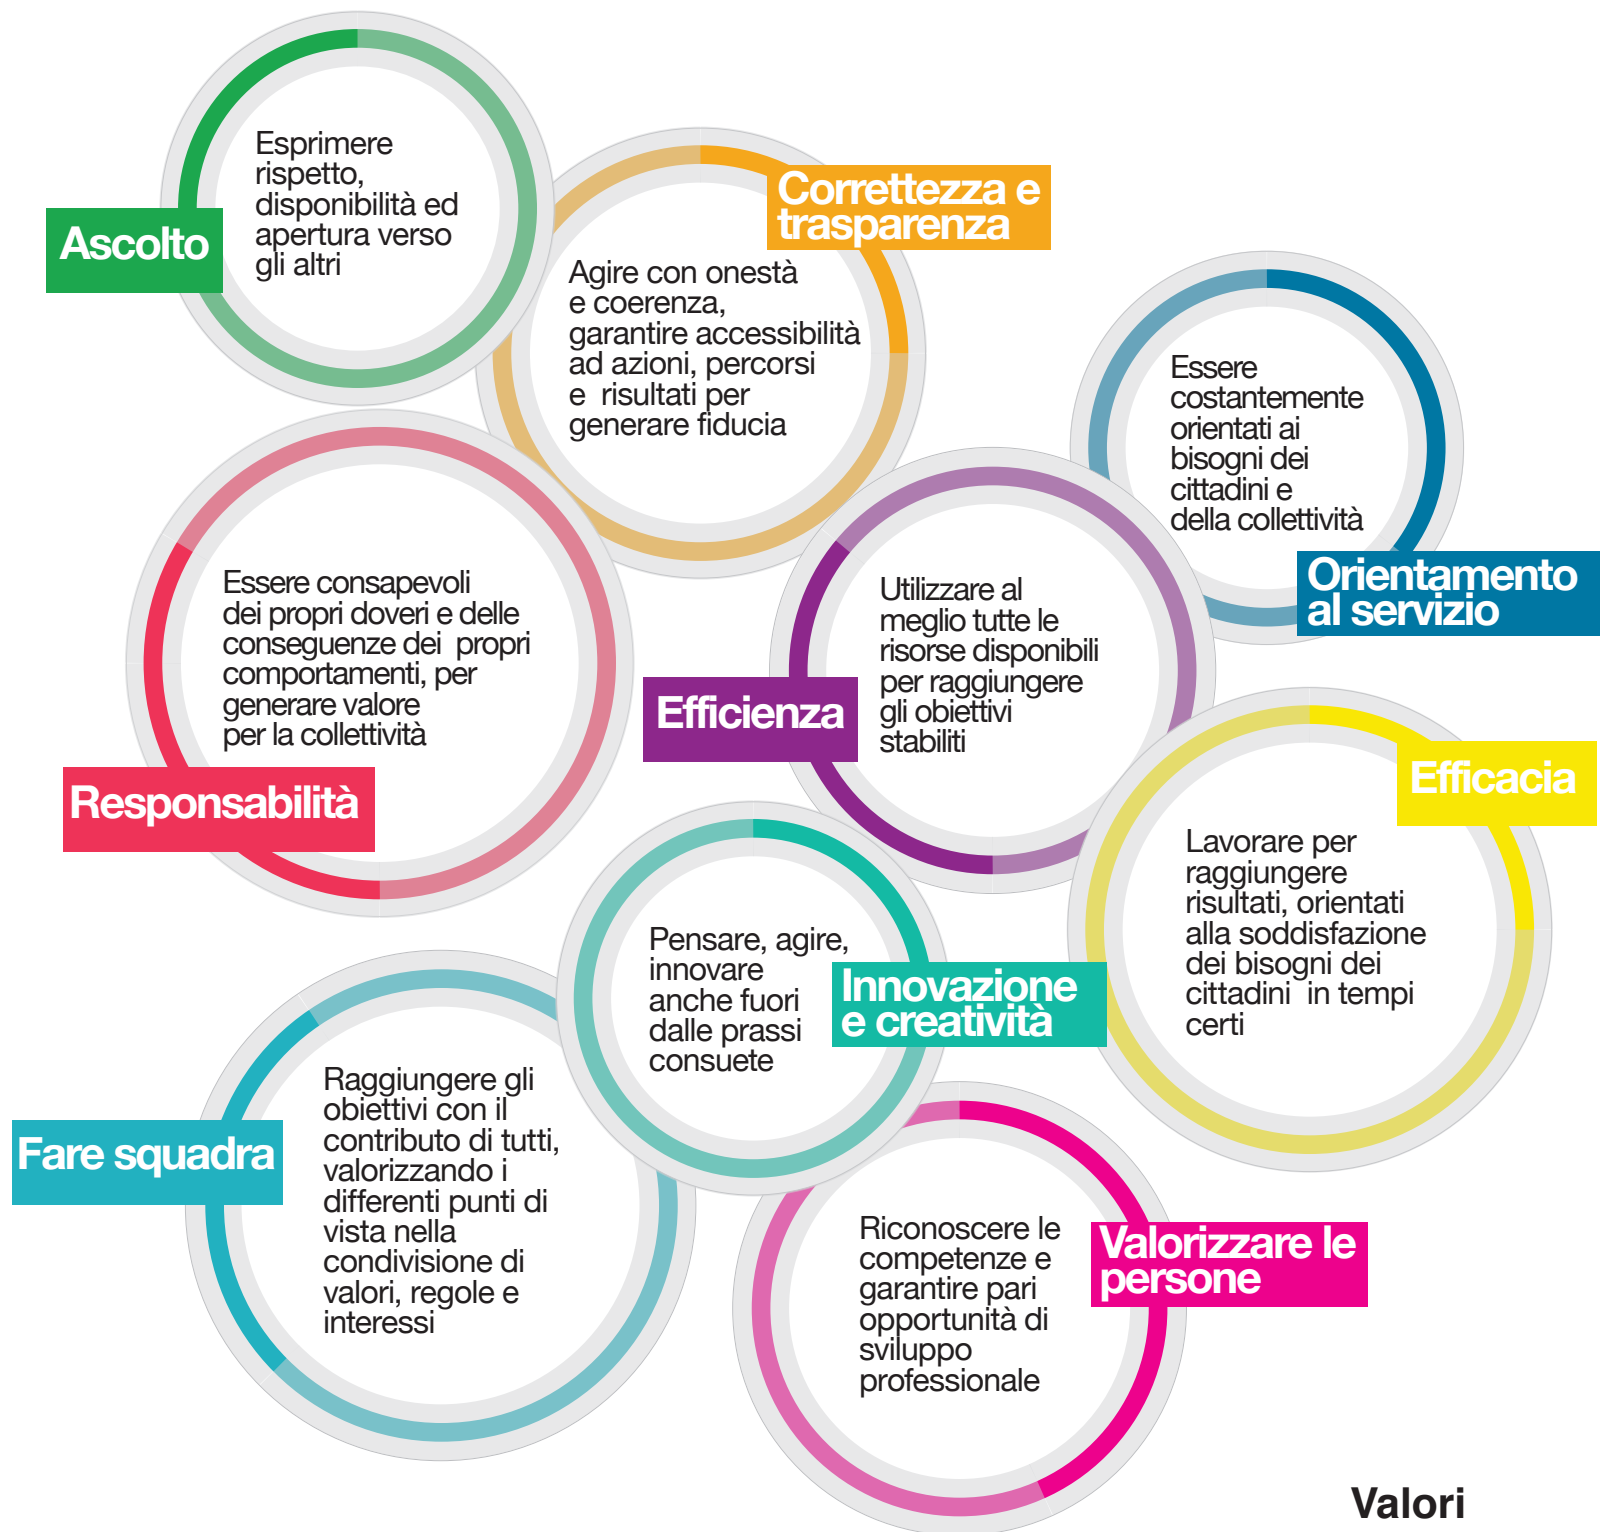 Ascolto
Esprimere
rispetto,
disponibilità ed
apertura verso
gli altri
Correttezza e
trasparenza
Agire con onestà
e coerenza,
garantire accessibilità
ad azioni, percorsi
e risultati per
generare fiducia
Essere
costantemente
orientati ai
bisogni dei
cittadini e
della collettività
Orientamento
al servizio
Essere consapevoli
dei propri doveri e delle
conseguenze dei propri
comportamenti, per
generare valore
per la collettività
Responsabilità
Utilizzare al
meglio tutte le
risorse disponibili
per raggiungere
gli obiettivi
stabiliti
Efficienza
Efficacia
Lavorare per
raggiungere
risultati, orientati
alla soddisfazione
dei bisogni dei
cittadini in tempi
certi
Pensare, agire,
innovare
anche fuori
dalle prassi
consuete
Innovazione
e creatività
Fare squadra
Raggiungere gli
obiettivi con il
contributo di tutti,
valorizzando i
differenti punti di
vista nella
condivisione di
valori, regole e
interessi
Riconoscere le
competenze e
garantire pari
opportunità di
sviluppo
professionale
Valorizzare le
persone
Valori